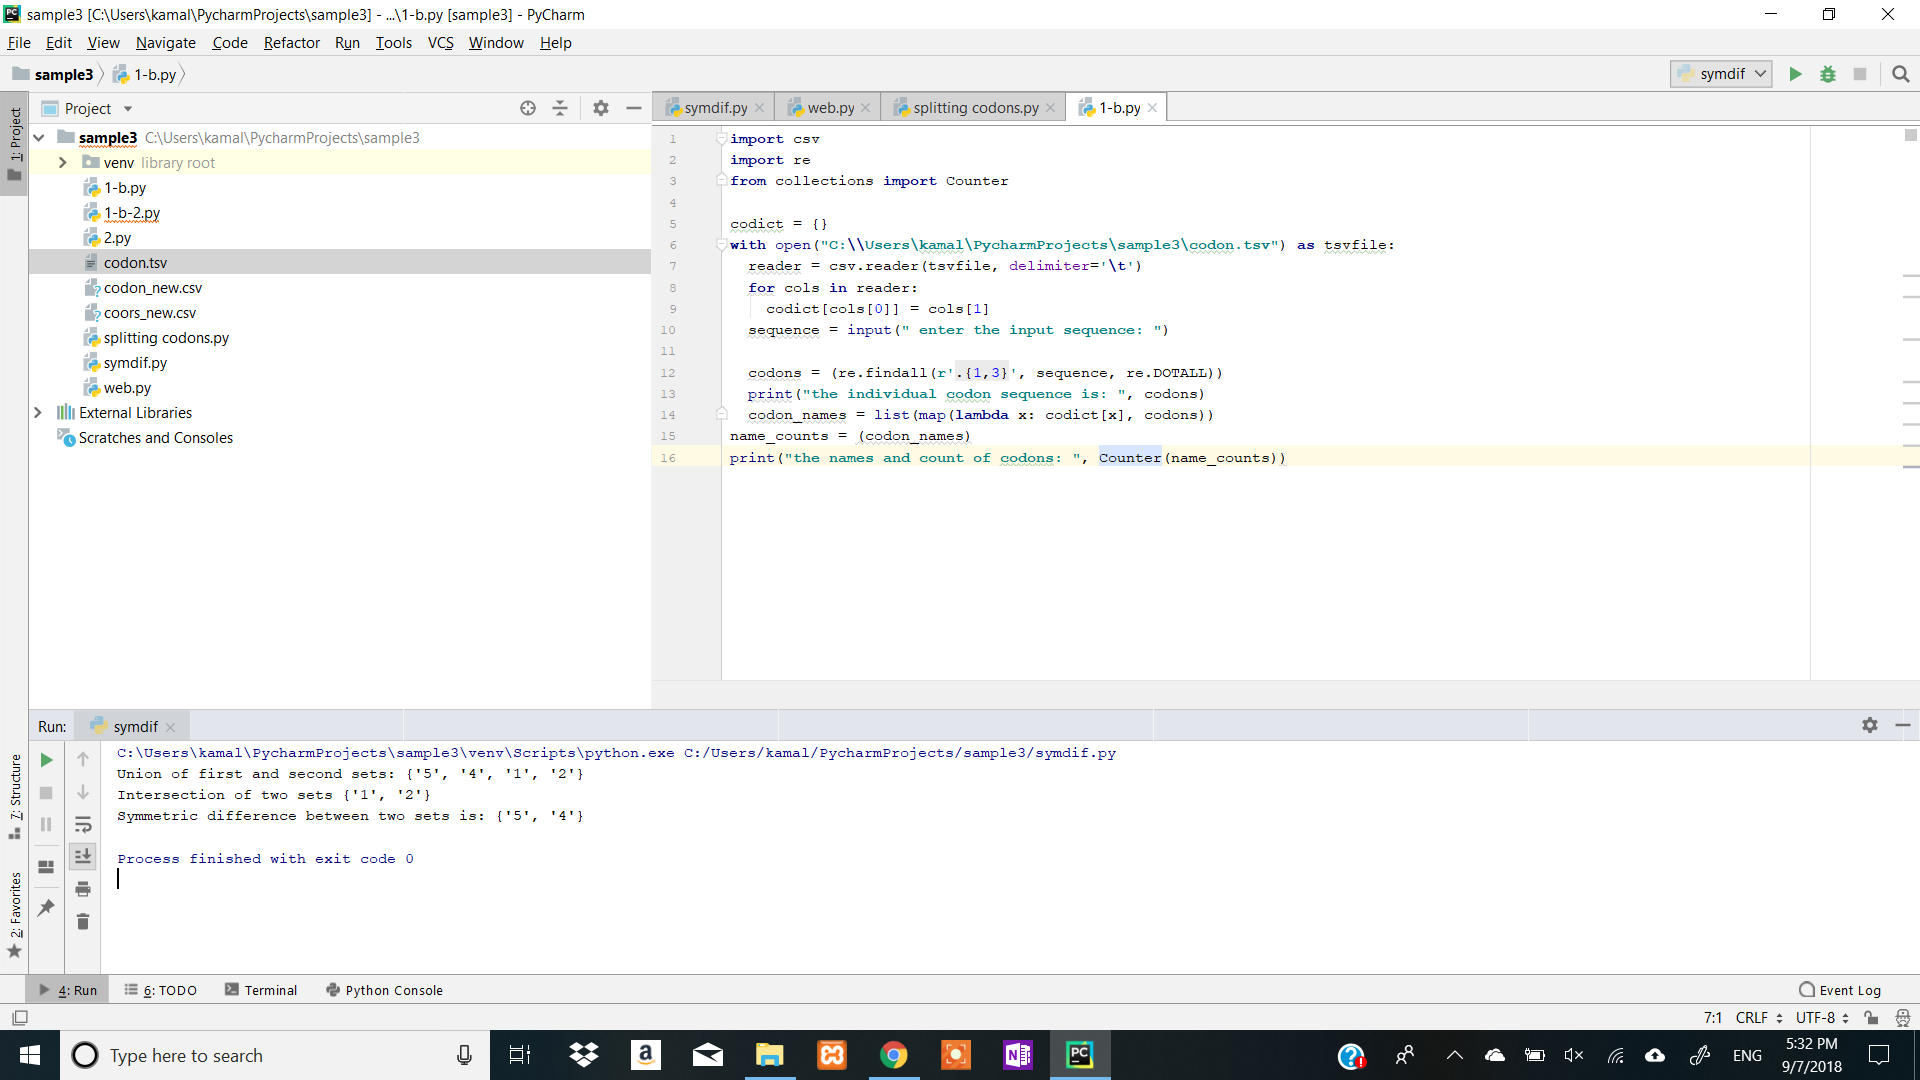 sample3 [C:\Users\kamal\PycharmProjects\sample3] - ...\1-b.py [sample3] - PyCharm
File Edit View Navigate Code Refactor Run Tools VCS Window Help
sample3 1-b.py symdif
1: Project
Project
symdif.py web.py splitting codons.py 1-b.py
sample3 C:\Users\kamal\PycharmProjects\sample3
venv library root
1-b.py
1-b-2.py
2.py
codon.tsv
codon_new.csv
coors_new.csv
splitting codons.py
symdif.py
web.py
External Libraries
Scratches and Consoles
1 import csv
2 import re
3 from collections import Counter
4
5 codict = {}
6 with open("C:\\Users\kamal\PycharmProjects\sample3\codon.tsv") as tsvfile:
7 reader = csv.reader(tsvfile, delimiter='\t')
8 for cols in reader:
9 codict[cols[0]] = cols[1]
10 sequence = input(" enter the input sequence: ")
11
12 codons = (re.findall(r'.{1,3}', sequence, re.DOTALL))
13 print("the individual codon sequence is: ", codons)
14 codon_names = list(map(lambda x: codict[x], codons))
15 name_counts = (codon_names)
16 print("the names and count of codons: ", Counter(name_counts))
Run: symdif
C:\Users\kamal\PycharmProjects\sample3\venv\Scripts\python.exe C:/Users/kamal/PycharmProjects/sample3/symdif.py
Union of first and second sets: {'5', '4', '1', '2'}
Intersection of two sets {'1', '2'}
Symmetric difference between two sets is: {'5', '4'}
Process finished with exit code 0
7: Structure
2: Favorites
4: Run 6: TODO Terminal Python Console Event Log
7:1 CRLF UTF-8
Type here to search
ENG
5:32 PM
9/7/2018